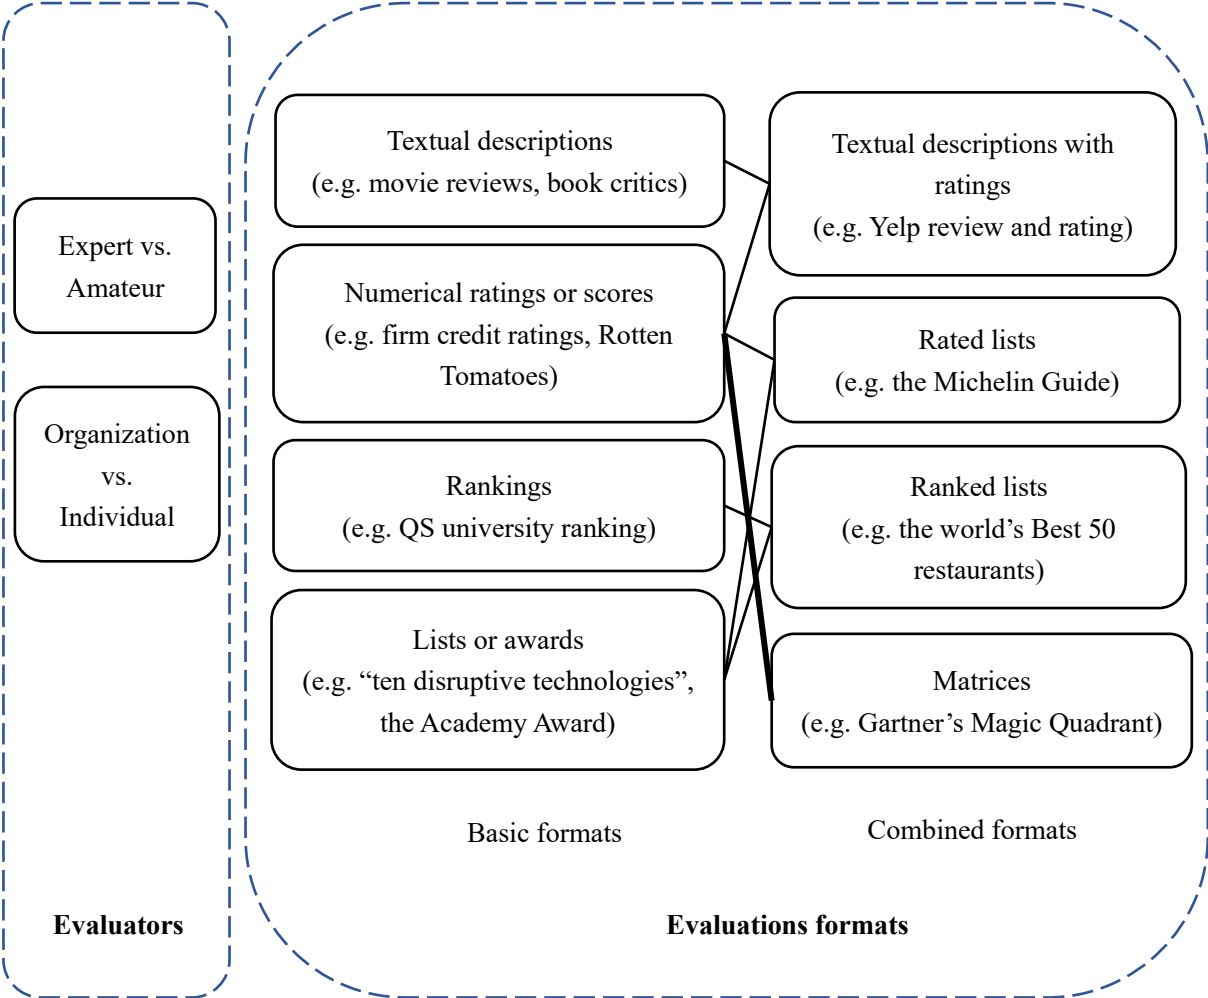 Expert vs.
Amateur
Organization
vs.
Individual
Evaluators
Textual descriptions
(e.g. movie reviews, book critics)
Numerical ratings or scores
(e.g. firm credit ratings, Rotten
Tomatoes)
Rankings
(e.g. QS university ranking)
Lists or awards
(e.g. “ten disruptive technologies”,
the Academy Award)
Basic formats
Textual descriptions with
ratings
(e.g. Yelp review and rating)
Rated lists
(e.g. the Michelin Guide)
Ranked lists
(e.g. the world’s Best 50
restaurants)
Matrices
(e.g. Gartner’s Magic Quadrant)
Combined formats
Evaluations formats